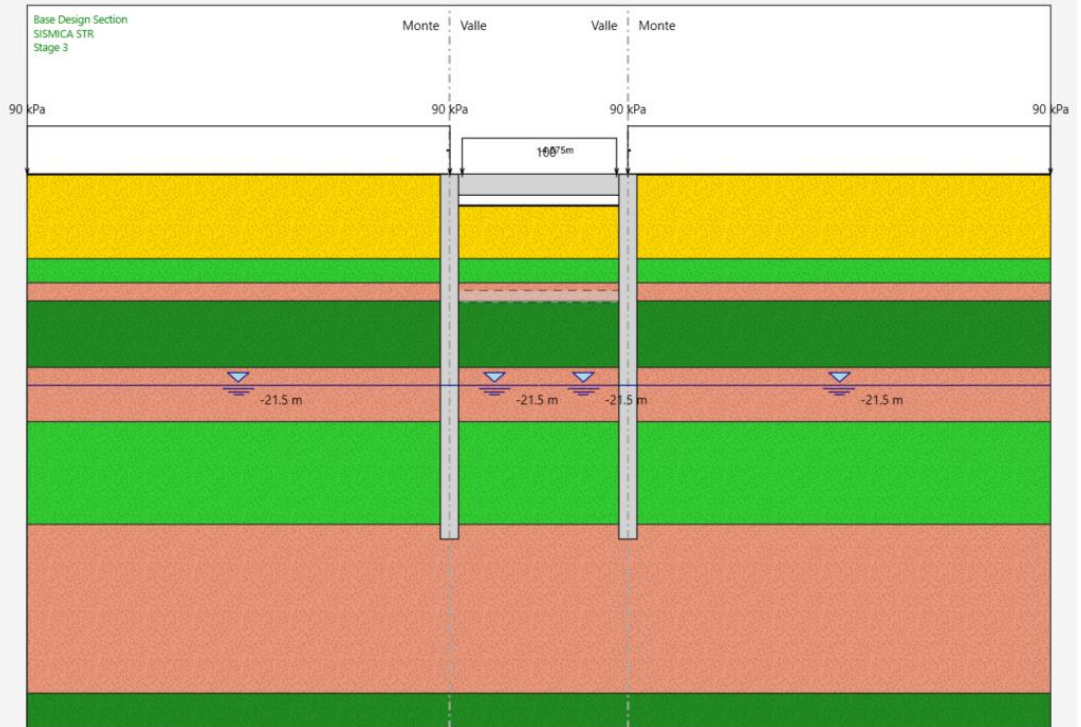 Base Design Section
SISMICA STR
Stage 3
Monte Valle Valle Monte
90 kPa 90 kPa 90 kPa 90 kPa
-21.5 m -21.5 m -21.5 m -21.5 m